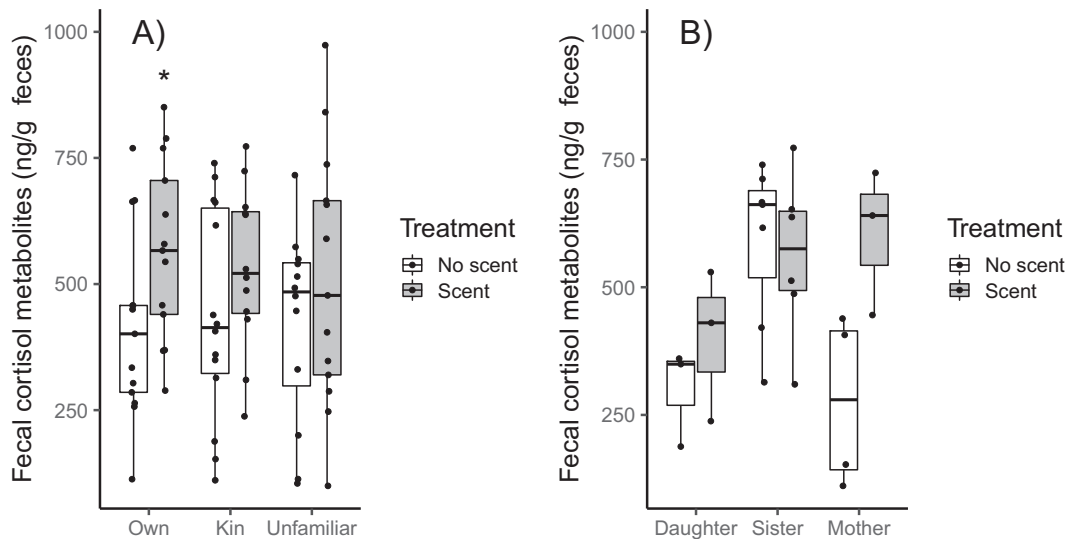 A)
*
Fecal cortisol metabolites (ng/g feces)
1000
750
500
250
Own Kin Unfamiliar
Treatment
No scent
Scent
B)
Fecal cortisol metabolites (ng/g feces)
1000
750
500
250
Daughter Sister Mother
Treatment
No scent
Scent